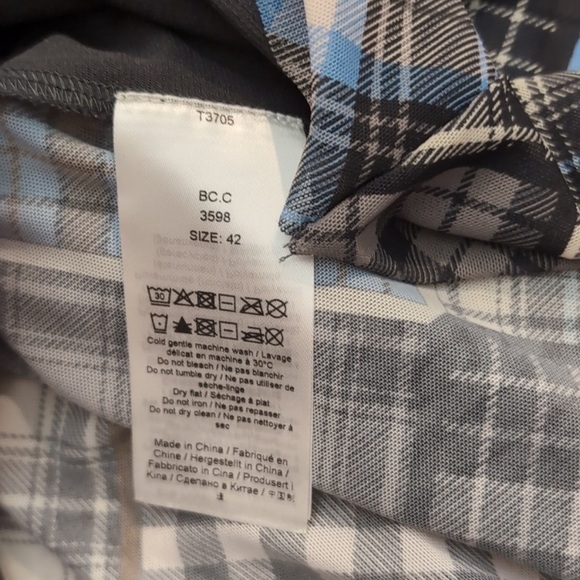 T3705
BC.C
3598
SIZE: 42
30
Cold gentle machine wash / Lavage
délicat en machine à 30°C
Do not bleach / Ne pas blanchir
Do not tumble dry / Ne pas utiliser de
sèche-linge
Dry flat / Séchage à plat
Do not iron / Ne pas repasser
Do not dry clean / Ne pas nettoyer à
sec
Made in China / Fabriqué en
Chine / Hergestellt in China /
Fabbricato in Cina / Produsert i
Kina / Сделано в Китае / 中国制